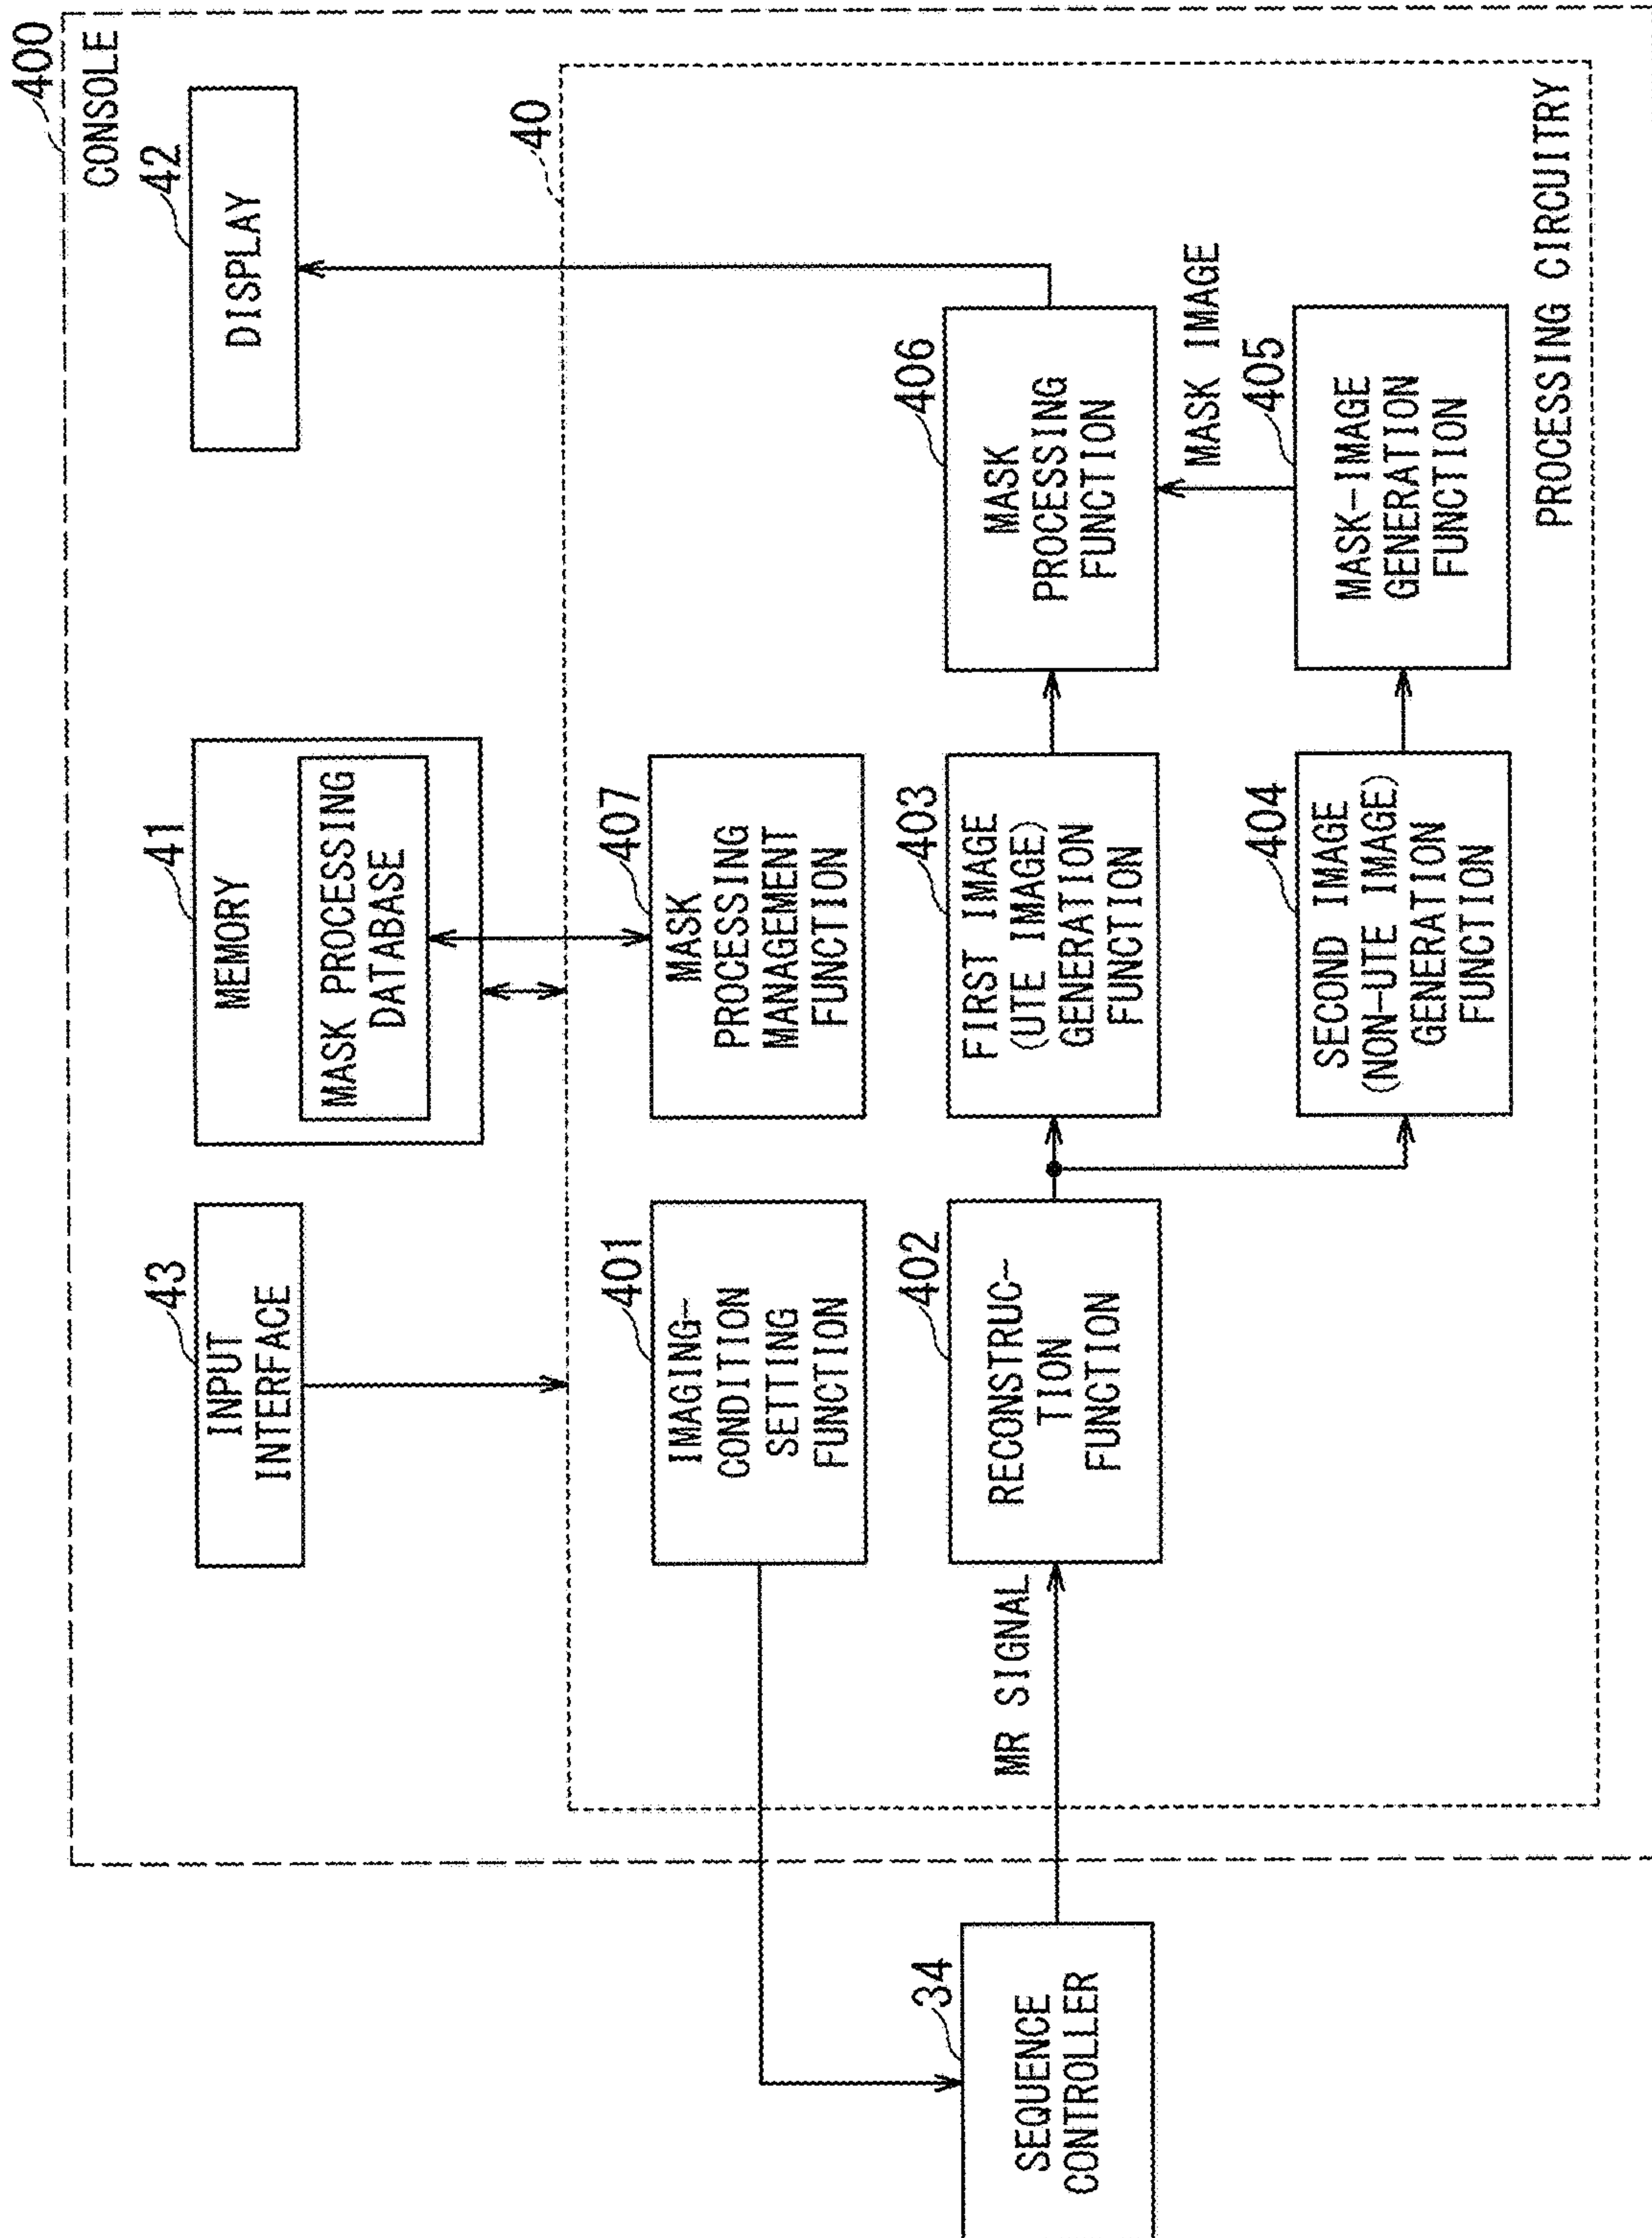 400
CONSOLE
43
INPUT
INTERFACE
41
MEMORY
MASK PROCESSING
DATABASE
42
DISPLAY
40
401
IMAGING-
CONDITION
SETTING
FUNCTION
407
MASK
PROCESSING
MANAGEMENT
FUNCTION
34
SEQUENCE
CONTROLLER
MR SIGNAL
402
RECONSTRUC-
TION
FUNCTION
403
FIRST IMAGE
(UTE IMAGE)
GENERATION
FUNCTION
406
MASK
PROCESSING
FUNCTION
MASK IMAGE
404
SECOND IMAGE
(NON-UTE IMAGE)
GENERATION
FUNCTION
405
MASK-IMAGE
GENERATION
FUNCTION
PROCESSING CIRCUITRY